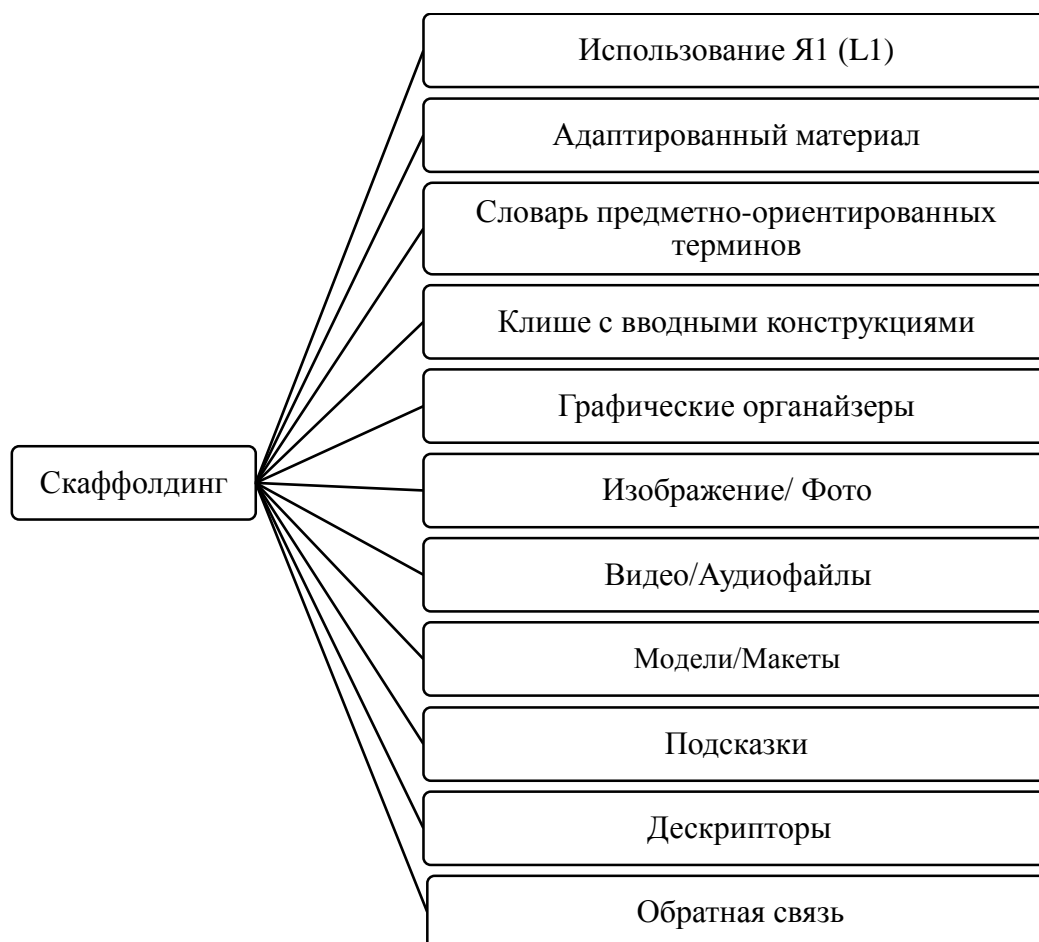 Скаффолдинг
Использование Я1 (L1)
Адаптированный материал
Словарь предметно-ориентированных
терминов
Клише с вводными конструкциями
Графические органайзеры
Изображение/ Фото
Видео/Аудиофайлы
Модели/Макеты
Подсказки
Дескрипторы
Обратная связь